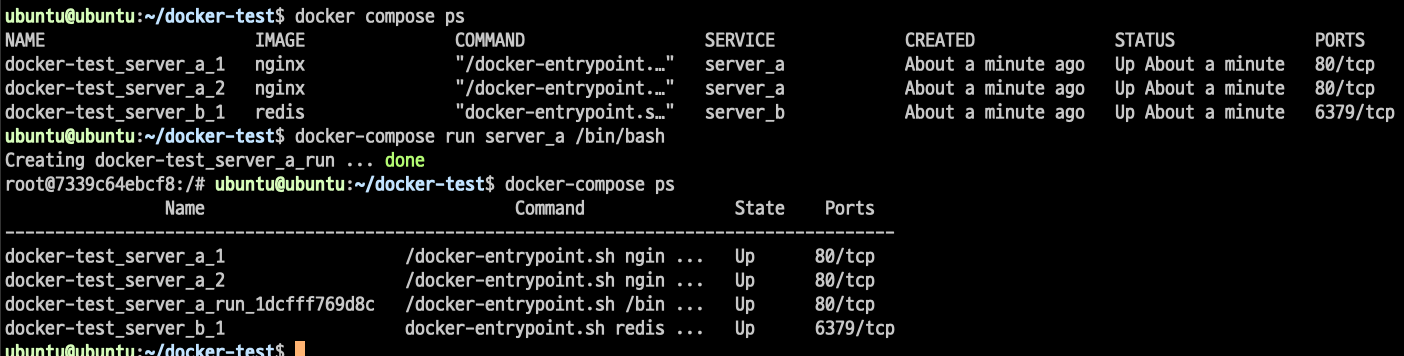 ubuntu@ubuntu:~/docker-test$ docker compose ps
NAME IMAGE COMMAND SERVICE CREATED STATUS PORTS
docker-test_server_a_1 nginx "/docker-entrypoint.…" server_a About a minute ago Up About a minute 80/tcp
docker-test_server_a_2 nginx "/docker-entrypoint.…" server_a About a minute ago Up About a minute 80/tcp
docker-test_server_b_1 redis "docker-entrypoint.s…" server_b About a minute ago Up About a minute 6379/tcp
ubuntu@ubuntu:~/docker-test$ docker-compose run server_a /bin/bash
Creating docker-test_server_a_run ... done
root@7339c64ebcf8:/# ubuntu@ubuntu:~/docker-test$ docker-compose ps
Name Command State Ports
-----------------------------------------------------------------------------------------
docker-test_server_a_1 /docker-entrypoint.sh ngin ... Up 80/tcp
docker-test_server_a_2 /docker-entrypoint.sh ngin ... Up 80/tcp
docker-test_server_a_run_1dcfff769d8c /docker-entrypoint.sh /bin ... Up 80/tcp
docker-test_server_b_1 docker-entrypoint.sh redis ... Up 6379/tcp
ubuntu@ubuntu:~/docker-test$